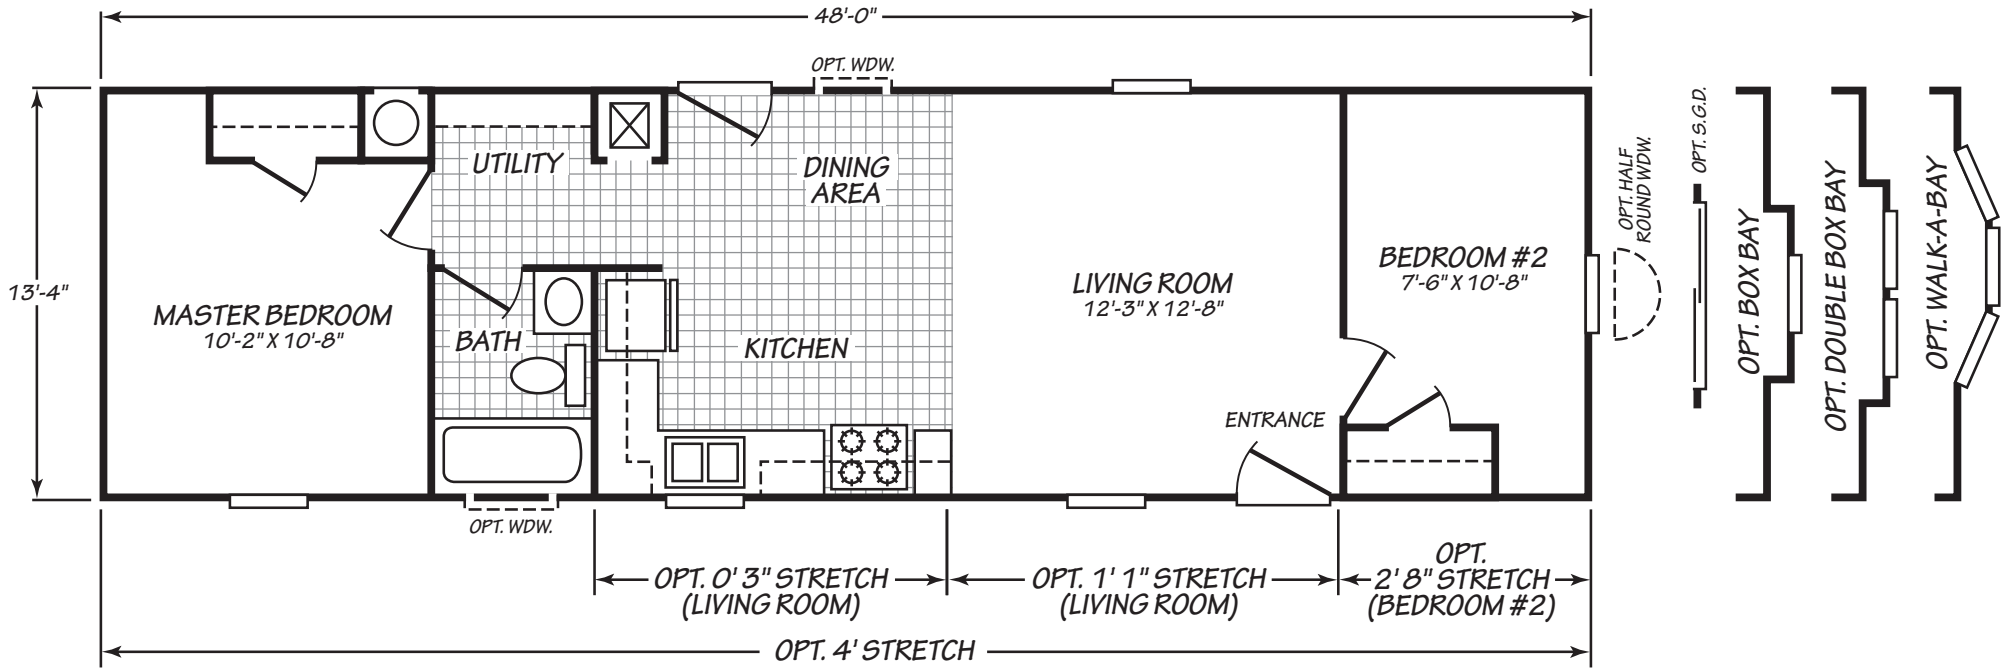 48'-0"
OPT. WDW.
13'-4"
UTILITY
DINING
AREA
MASTER BEDROOM
10'-2" X 10'-8"
BATH
KITCHEN
LIVING ROOM
12'-3" X 12'-8"
BEDROOM #2
7'-6" X 10'-8"
ENTRANCE
OPT. HALF
ROUND WDW.
OPT. S.G.D.
OPT. BOX BAY
OPT. DOUBLE BOX BAY
OPT. WALK-A-BAY
OPT. WDW.
OPT. 0' 3" STRETCH
(LIVING ROOM)
OPT. 1' 1" STRETCH
(LIVING ROOM)
OPT.
2' 8" STRETCH
(BEDROOM #2)
OPT. 4' STRETCH